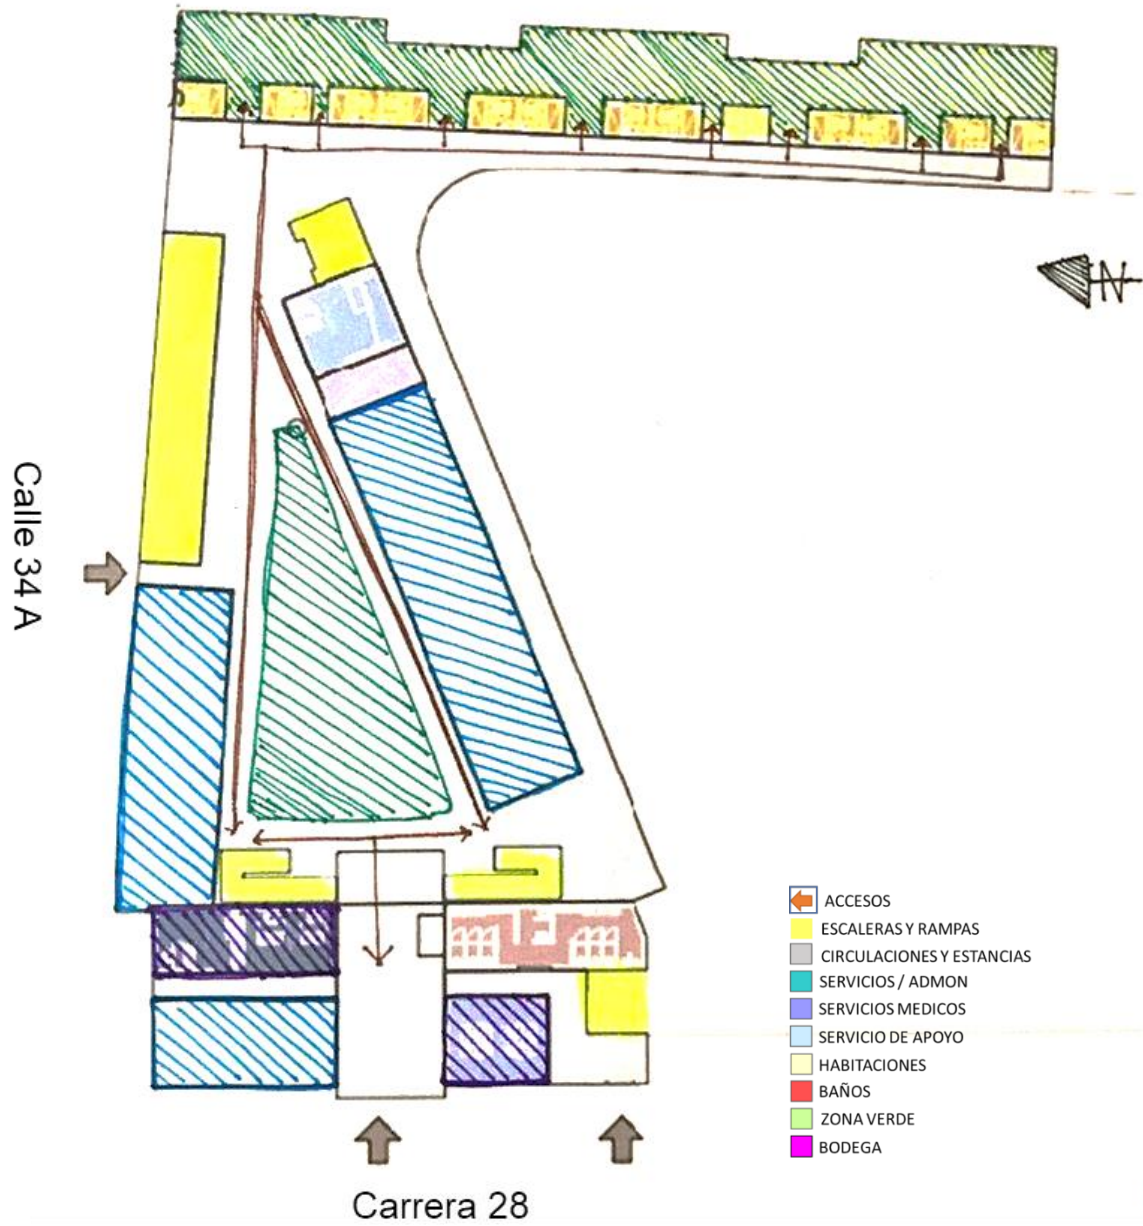 N
Calle 34 A
ACCESOS
ESCALERAS Y RAMPAS
CIRCULACIONES Y ESTANCIAS
SERVICIOS / ADMON
SERVICIOS MEDICOS
SERVICIO DE APOYO
HABITACIONES
BAÑOS
ZONA VERDE
BODEGA
Carrera 28